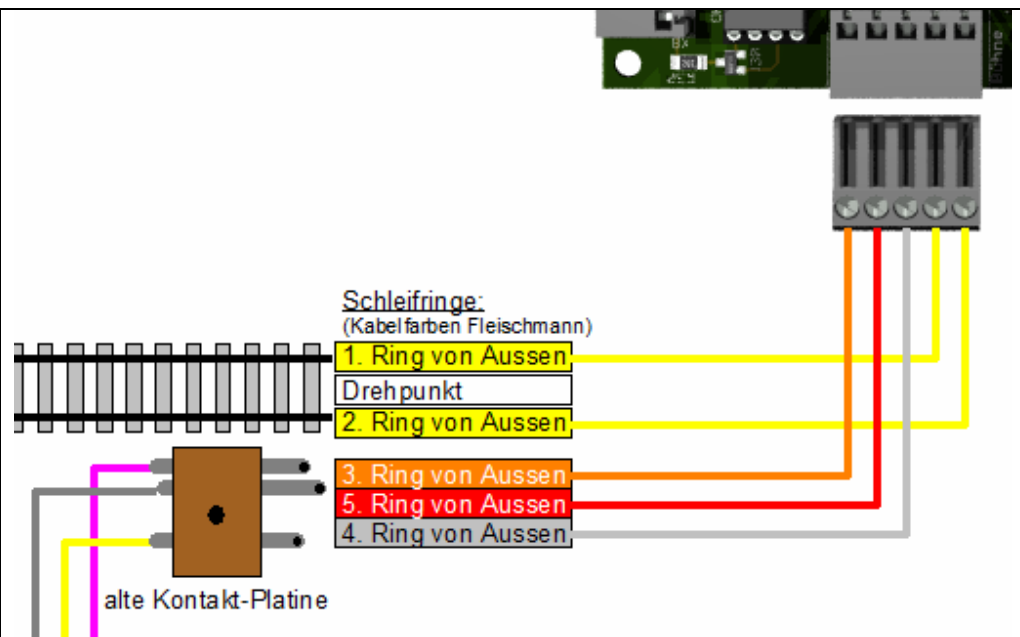 Bühne
Schleifringe:
(Kabelfarben Fleischmann)
1. Ring von Aussen
Drehpunkt
2. Ring von Aussen
3. Ring von Aussen
5. Ring von Aussen
4. Ring von Aussen
alte Kontakt-Platine